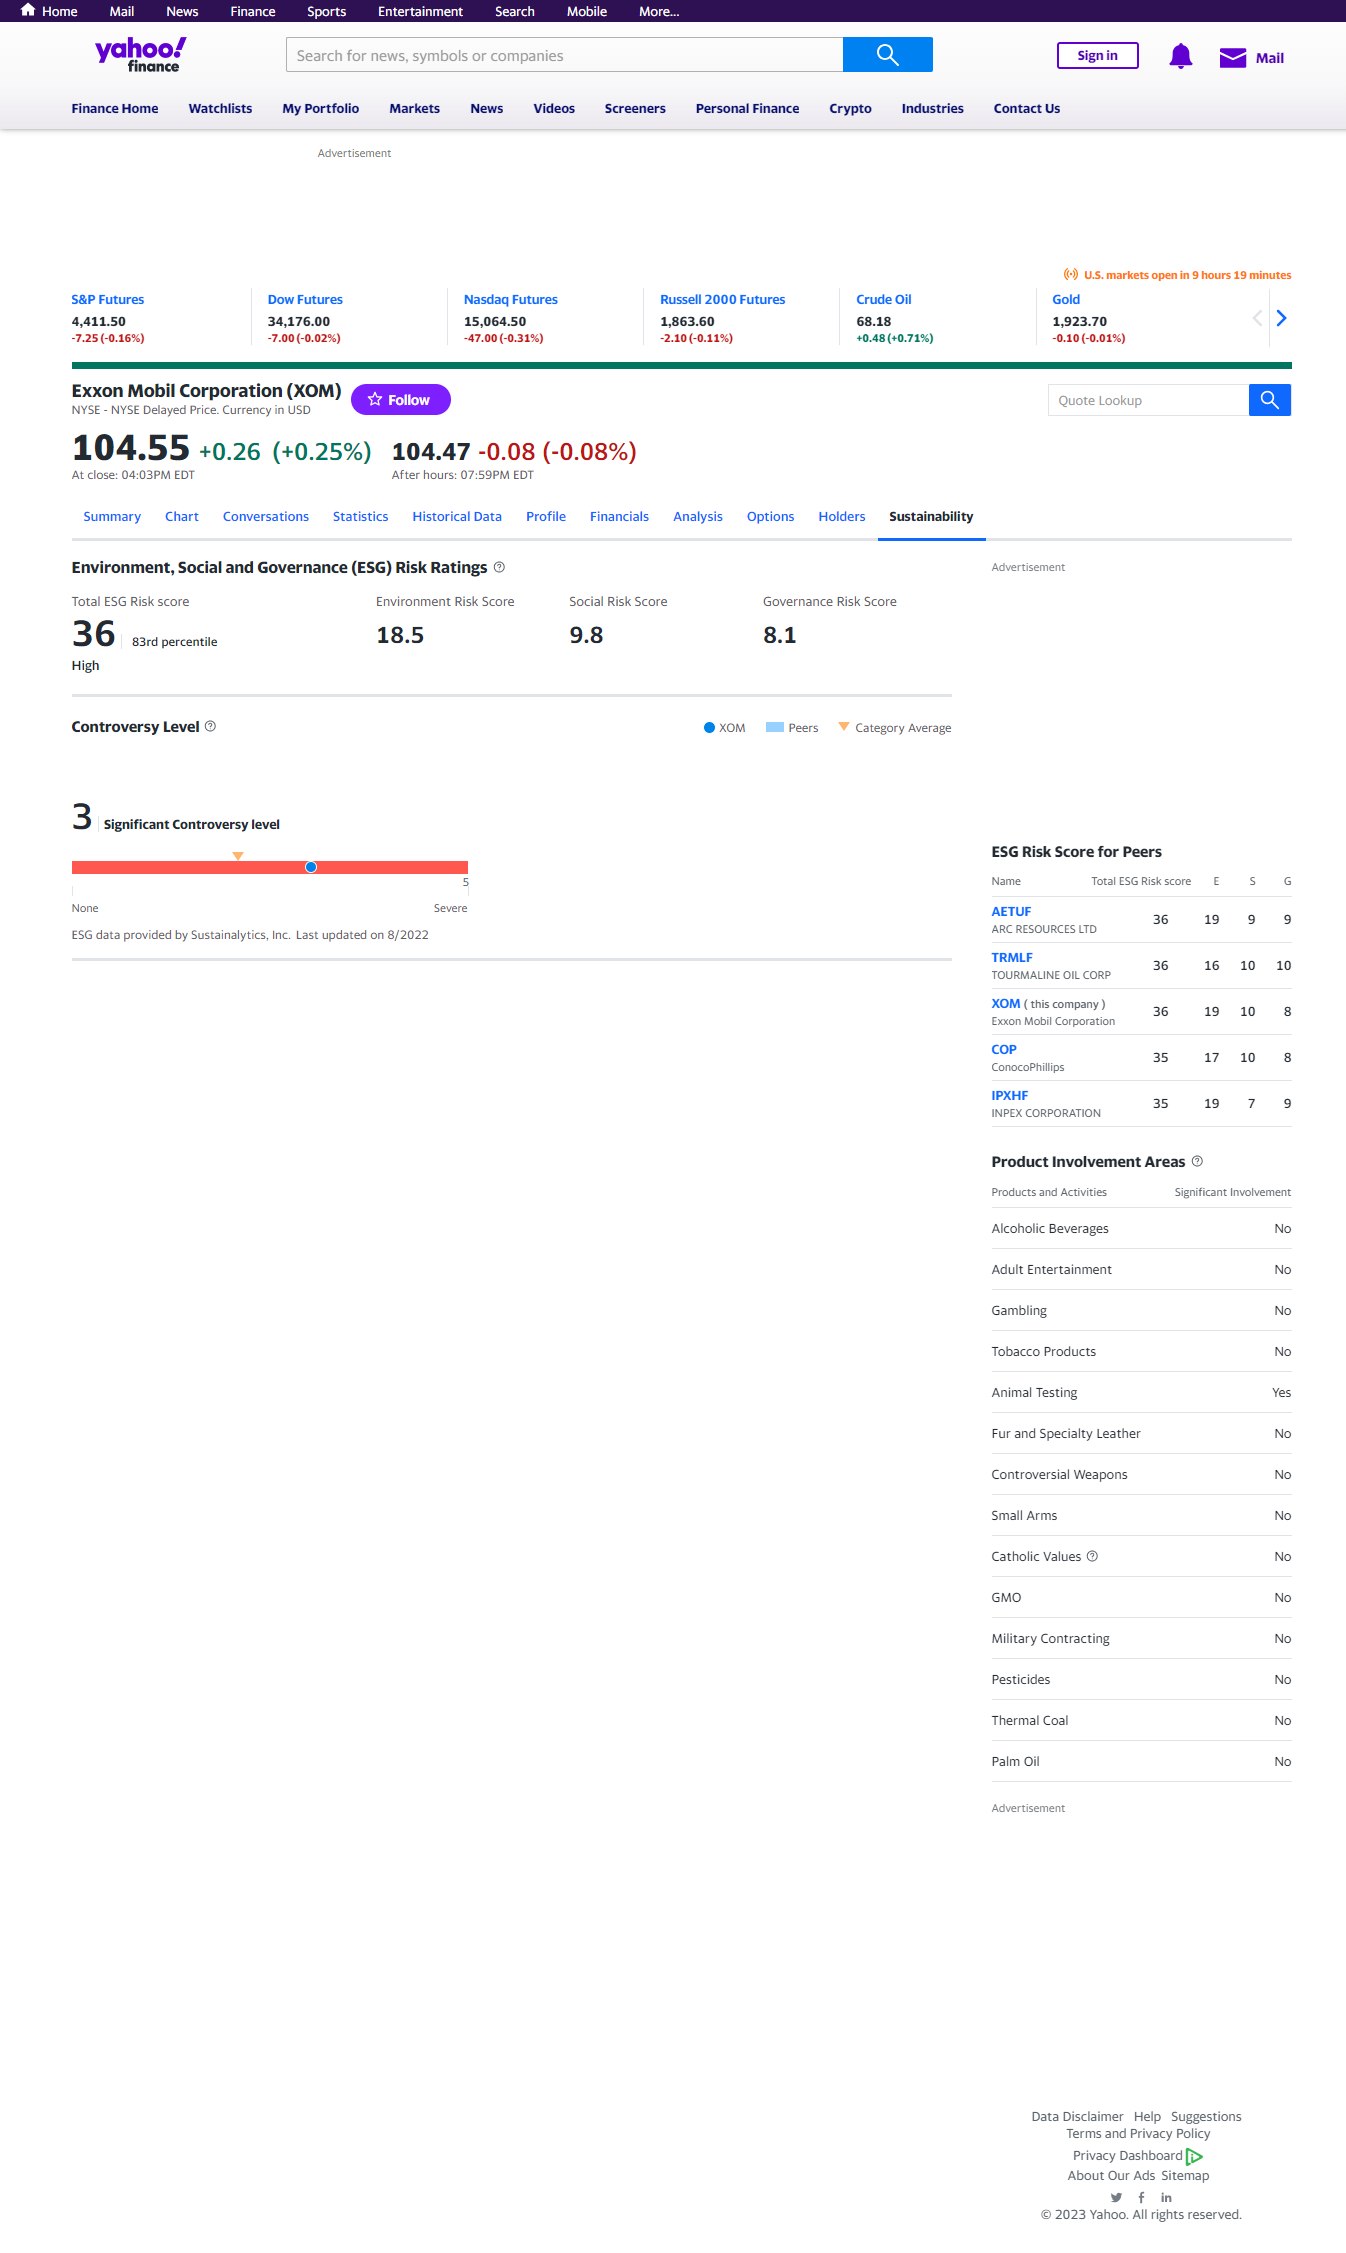 Home Mail News Finance Sports Entertainment Search Mobile More...
yahoo! finance
Search for news, symbols or companies
Sign in
Mail
Finance Home Watchlists My Portfolio Markets News Videos Screeners Personal Finance Crypto Industries Contact Us
Advertisement
U.S. markets open in 9 hours 19 minutes
S&P Futures
4,411.50
-7.25 (-0.16%)
Dow Futures
34,176.00
-7.00 (-0.02%)
Nasdaq Futures
15,064.50
-47.00 (-0.31%)
Russell 2000 Futures
1,863.60
-2.10 (-0.11%)
Crude Oil
68.18
+0.48 (+0.71%)
Gold
1,923.70
-0.10 (-0.01%)
Exxon Mobil Corporation (XOM)
Follow
NYSE - NYSE Delayed Price. Currency in USD
Quote Lookup
104.55 +0.26 (+0.25%)
At close: 04:03PM EDT
104.47 -0.08 (-0.08%)
After hours: 07:59PM EDT
Summary Chart Conversations Statistics Historical Data Profile Financials Analysis Options Holders Sustainability
Environment, Social and Governance (ESG) Risk Ratings
Total ESG Risk score
36 83rd percentile
High
Environment Risk Score
18.5
Social Risk Score
9.8
Governance Risk Score
8.1
Controversy Level
XOM Peers Category Average
3 Significant Controversy level
5
None Severe
ESG data provided by Sustainalytics, Inc. Last updated on 8/2022
Advertisement
ESG Risk Score for Peers
Name Total ESG Risk score E S G
AETUF
ARC RESOURCES LTD
36 19 9 9
TRMLF
TOURMALINE OIL CORP
36 16 10 10
XOM ( this company )
Exxon Mobil Corporation
36 19 10 8
COP
ConocoPhillips
35 17 10 8
IPXHF
INPEX CORPORATION
35 19 7 9
Product Involvement Areas
Products and Activities Significant Involvement
Alcoholic Beverages No
Adult Entertainment No
Gambling No
Tobacco Products No
Animal Testing Yes
Fur and Specialty Leather No
Controversial Weapons No
Small Arms No
Catholic Values No
GMO No
Military Contracting No
Pesticides No
Thermal Coal No
Palm Oil No
Advertisement
Data Disclaimer Help Suggestions
Terms and Privacy Policy
Privacy Dashboard
About Our Ads Sitemap
© 2023 Yahoo. All rights reserved.